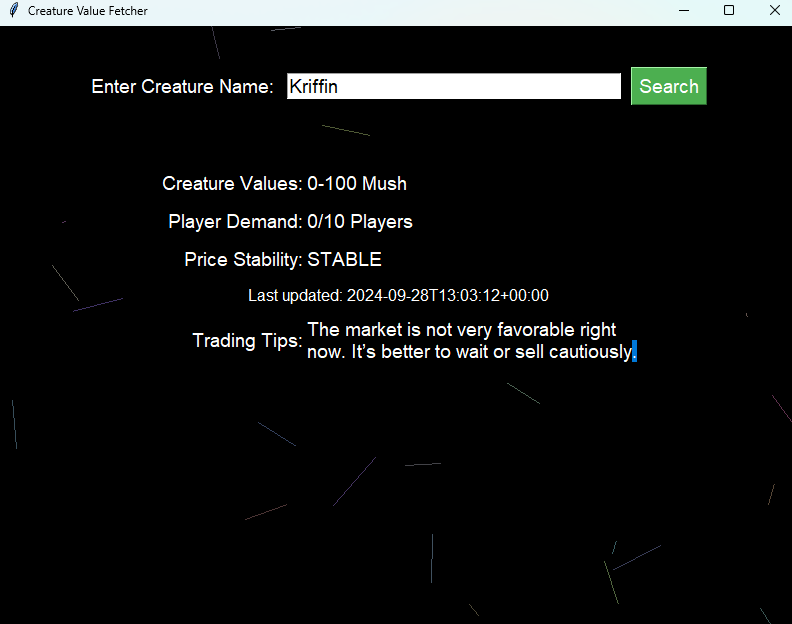 Creature Value Fetcher
Enter Creature Name: Kriffin Search
Creature Values: 0-100 Mush
Player Demand: 0/10 Players
Price Stability: STABLE
Last updated: 2024-09-28T13:03:12+00:00
Trading Tips: The market is not very favorable right
now. It’s better to wait or sell cautiously.